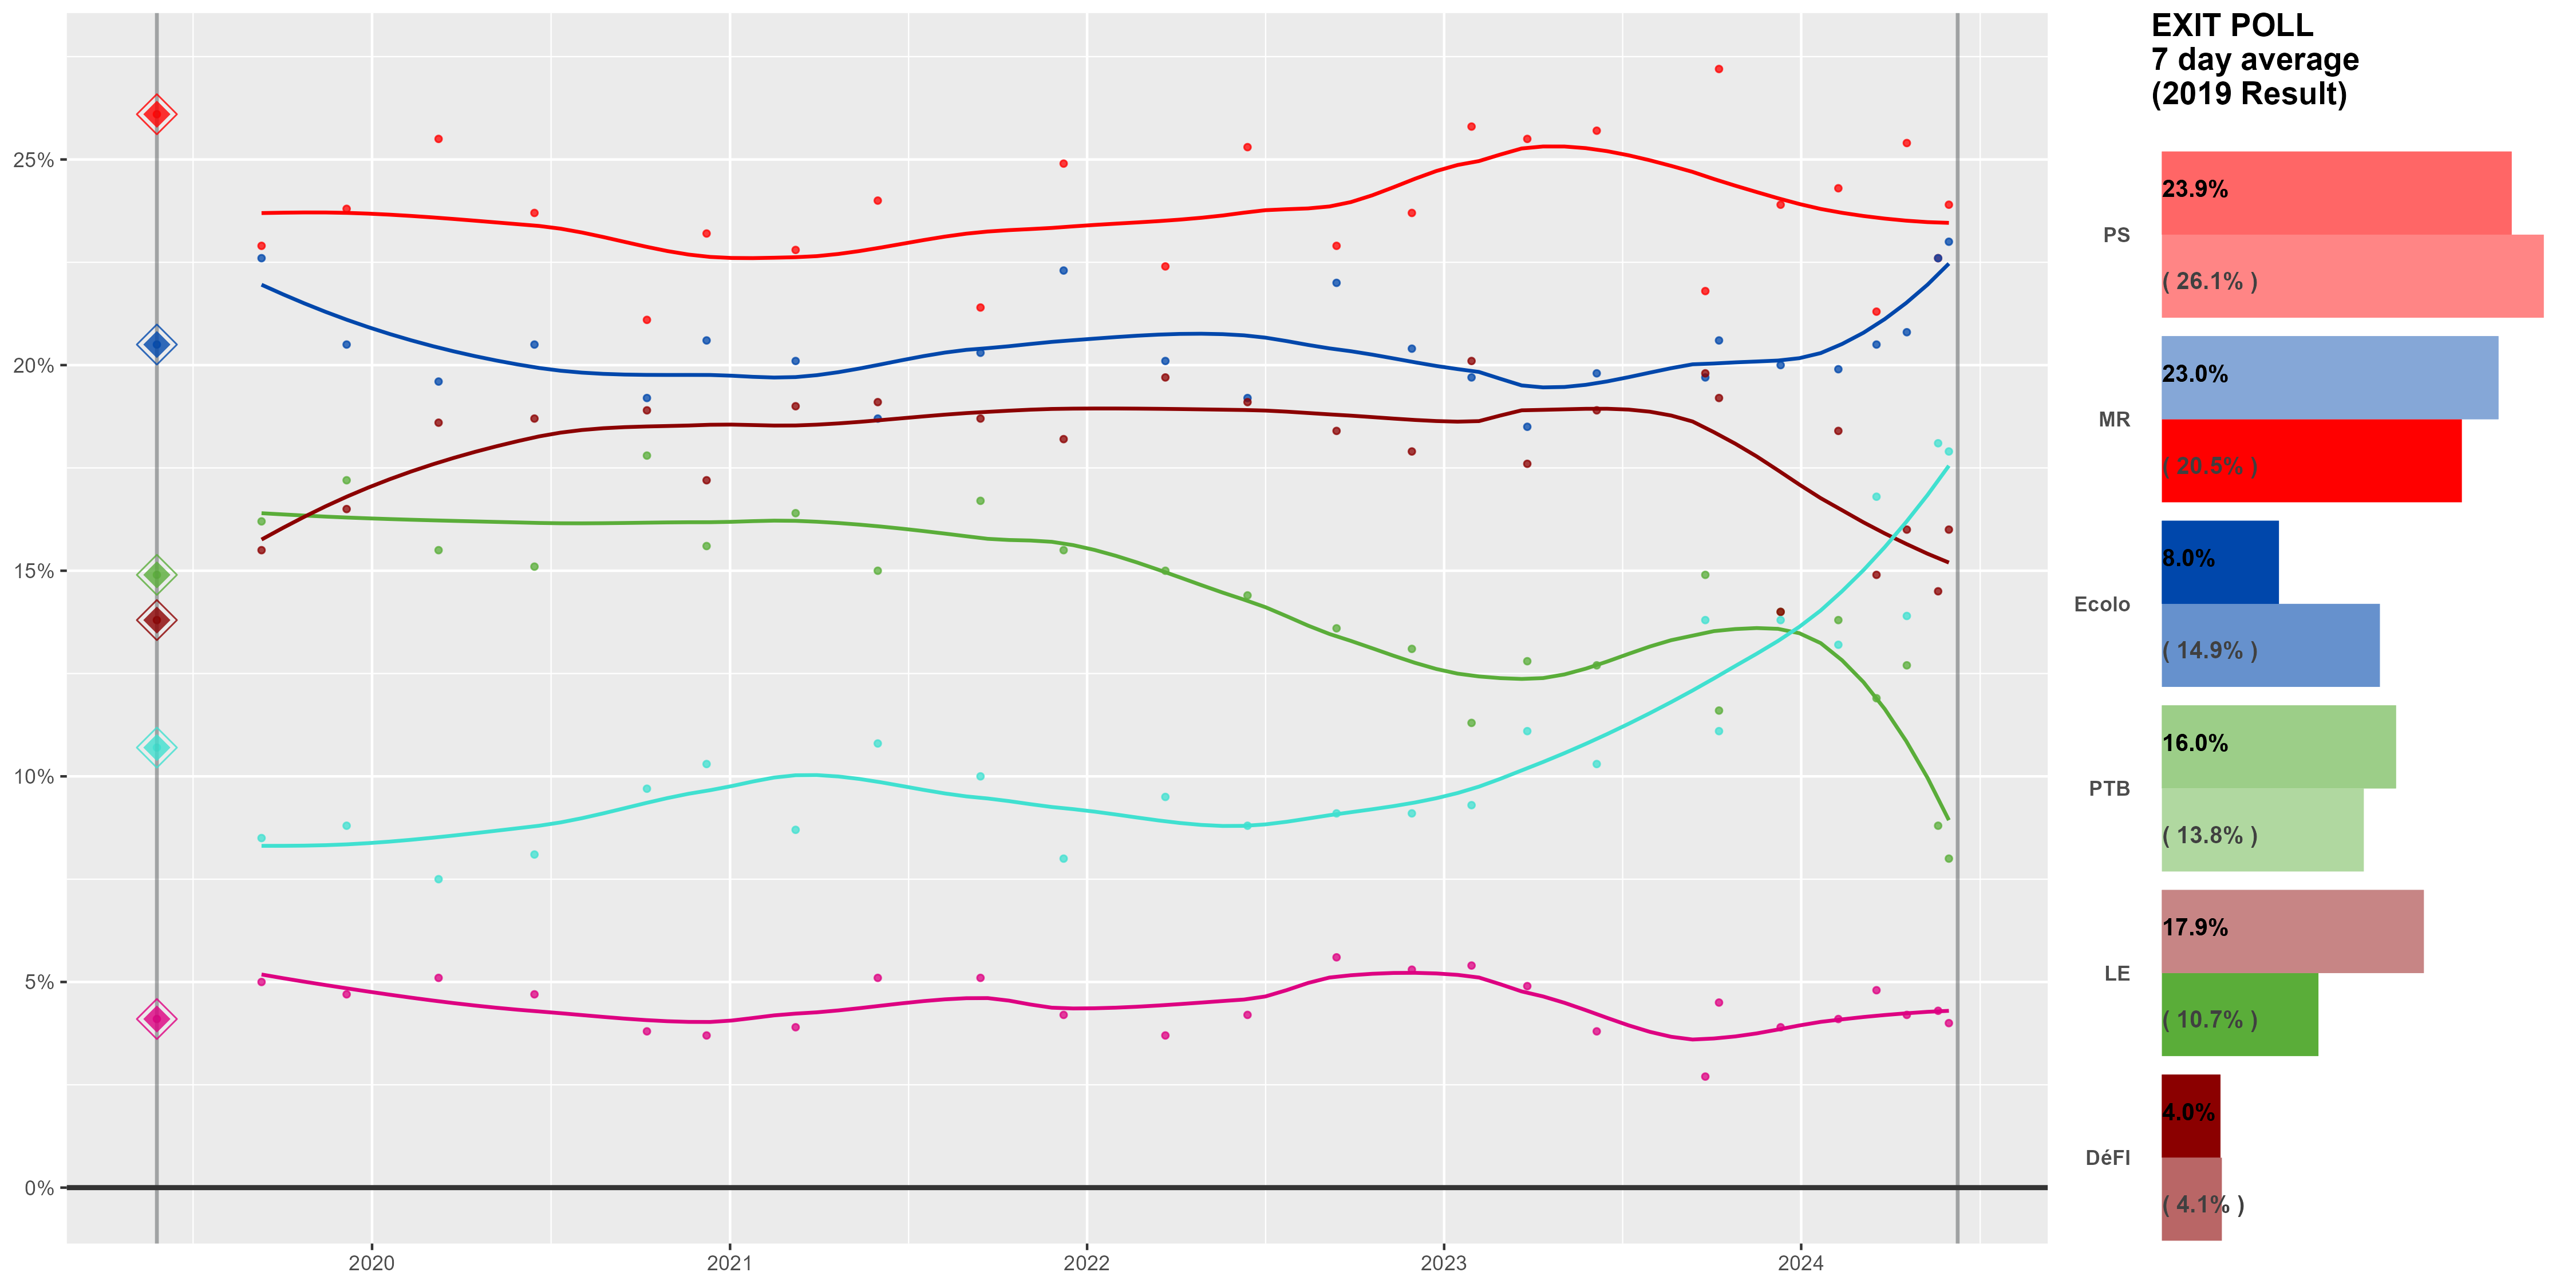 25%
20%
15%
10%
5%
0%
2020
2021
2022
2023
2024
EXIT POLL
7 day average
(2019 Result)
PS
23.9%
( 26.1% )
MR
23.0%
( 20.5% )
Ecolo
8.0%
( 14.9% )
PTB
16.0%
( 13.8% )
LE
17.9%
( 10.7% )
DéFI
4.0%
( 4.1% )